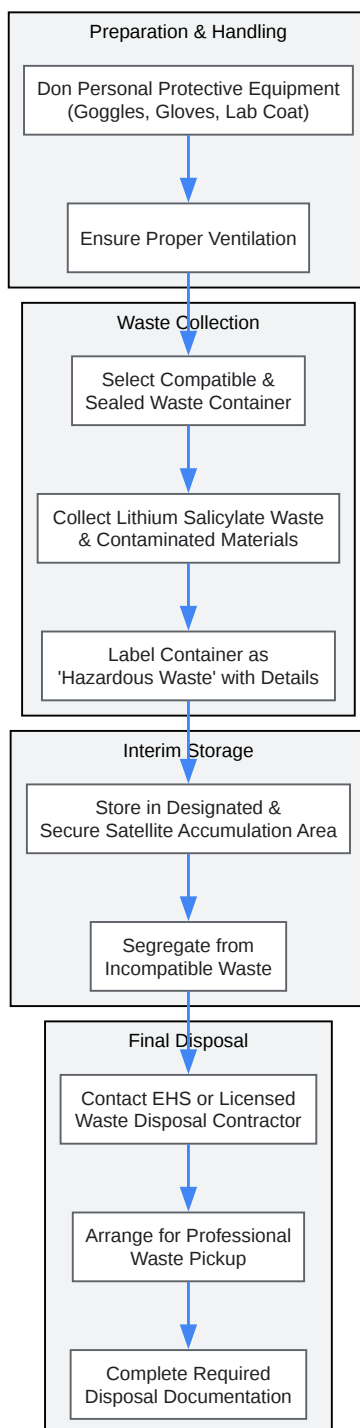 Preparation & Handling
Don Personal Protective Equipment
(Goggles, Gloves, Lab Coat)
Ensure Proper Ventilation
Waste Collection
Select Compatible &
Sealed Waste Container
Collect Lithium Salicylate Waste
& Contaminated Materials
Label Container as
'Hazardous Waste' with Details
Interim Storage
Store in Designated &
Secure Satellite Accumulation Area
Segregate from
Incompatible Waste
Final Disposal
Contact EHS or Licensed
Waste Disposal Contractor
Arrange for Professional
Waste Pickup
Complete Required
Disposal Documentation